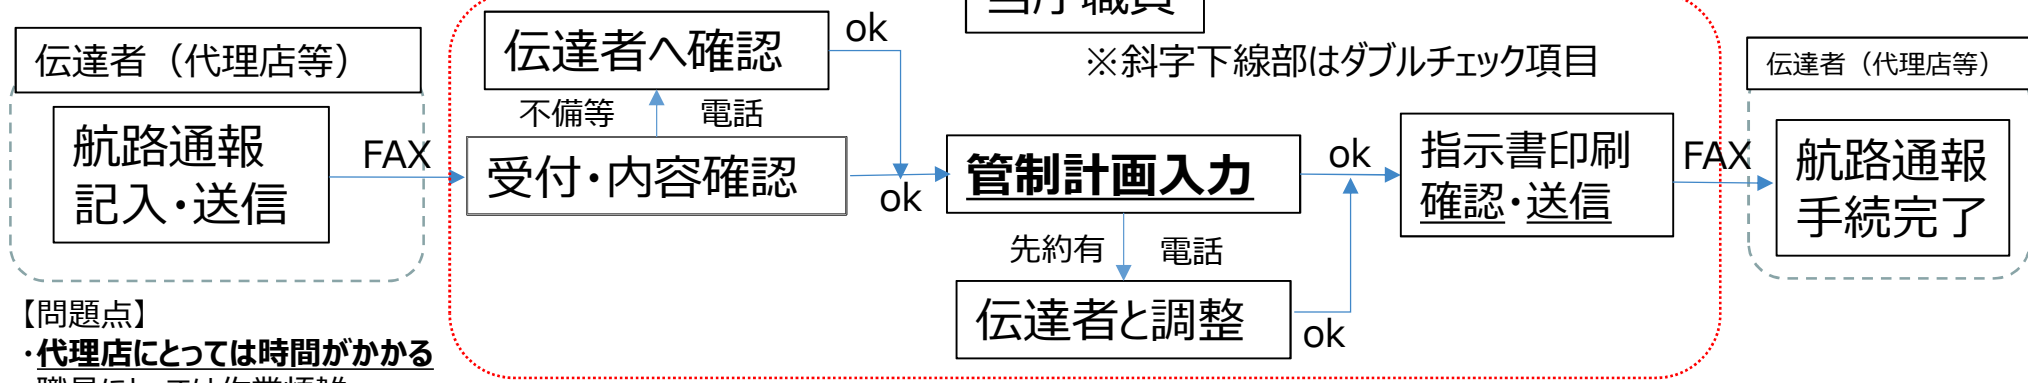 当庁職員
※斜字下線部はダブルチェック項目
伝達者（代理店等）
航路通報
記入・送信
FAX
伝達者へ確認
ok
不備等 電話
受付・内容確認
ok
管制計画入力
ok
先約有 電話
伝達者と調整
ok
指示書印刷
確認・送信
FAX
伝達者（代理店等）
航路通報
手続完了
【問題点】
・代理店にとっては時間がかかる